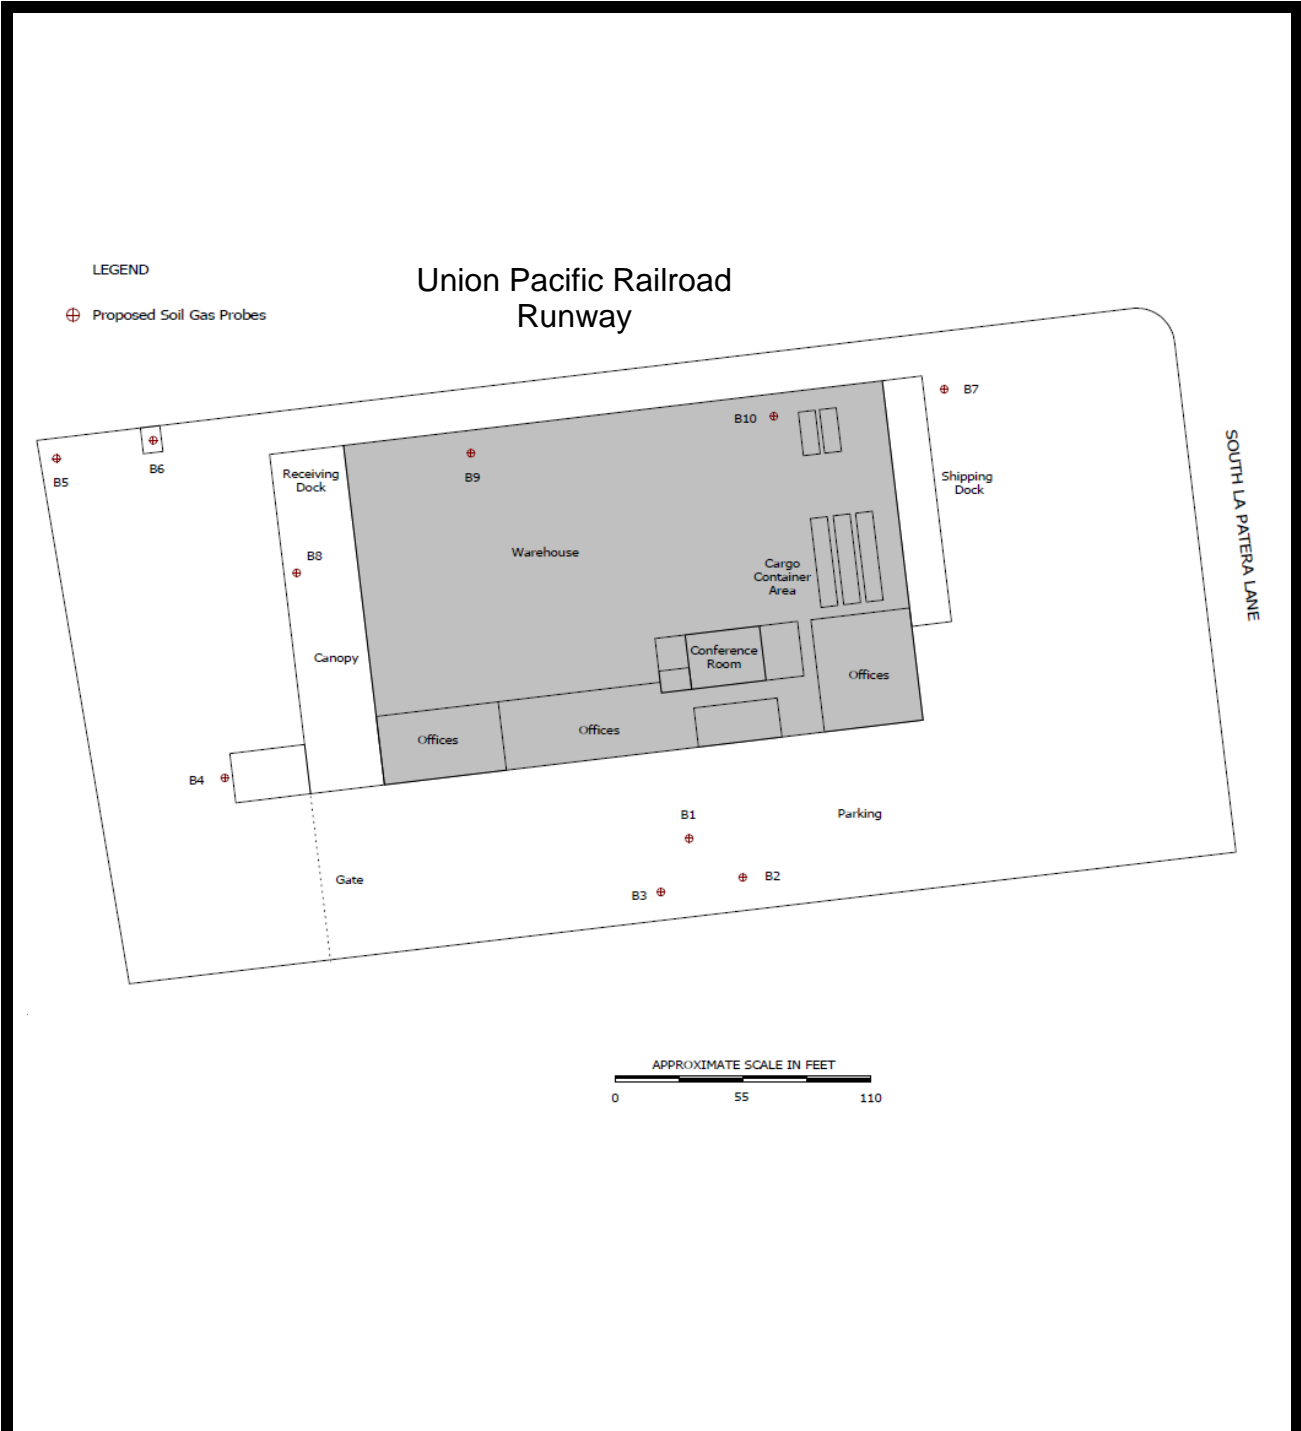 LEGEND
Proposed Soil Gas Probes
Union Pacific Railroad
Runway
B7
B10
B5
B6
B9
Receiving
Dock
Shipping
Dock
SOUTH LA PATERA LANE
B8
Warehouse
Cargo
Container
Area
Canopy
Conference
Room
Offices
Offices
Offices
B4
B1
Parking
Gate
B3
B2
APPROXIMATE SCALE IN FEET
0
55
110